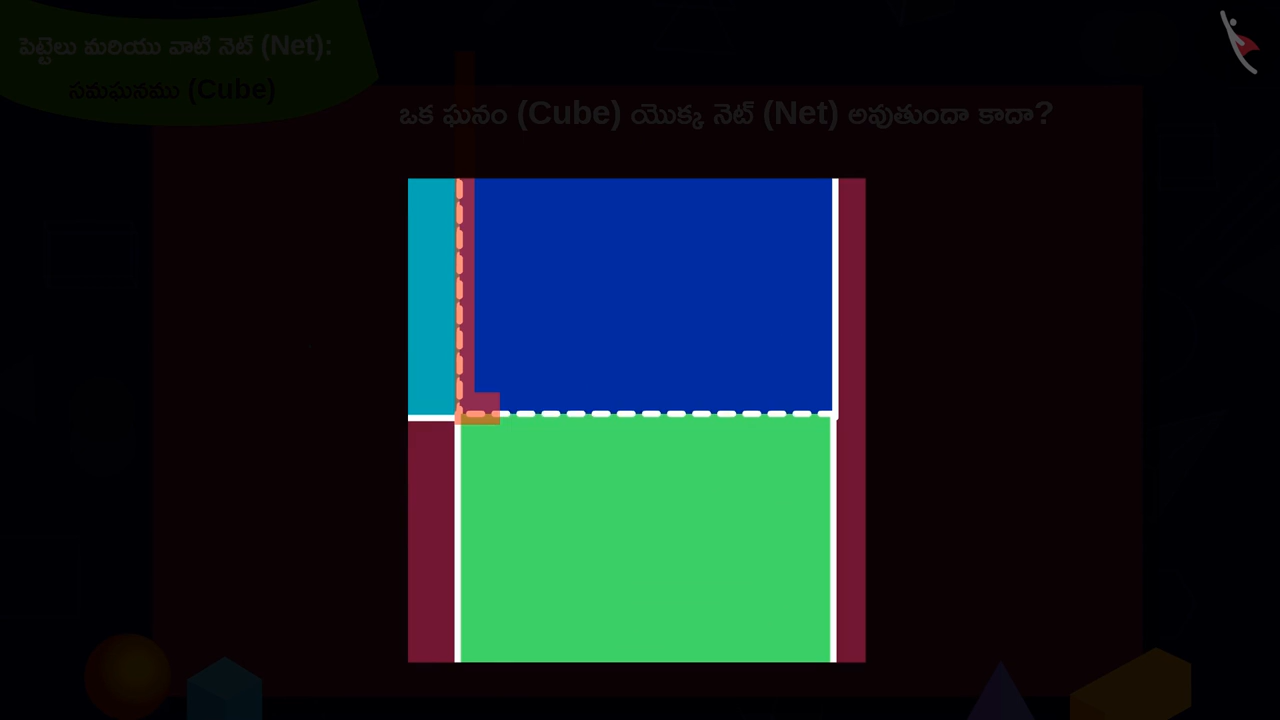 పెట్టెలు మరియు వాటి నెట్ (Net):
సమఘనము (Cube)
ఒక ఘనం (Cube) యొక్క నెట్ (Net) అవుతుందా కాదా?